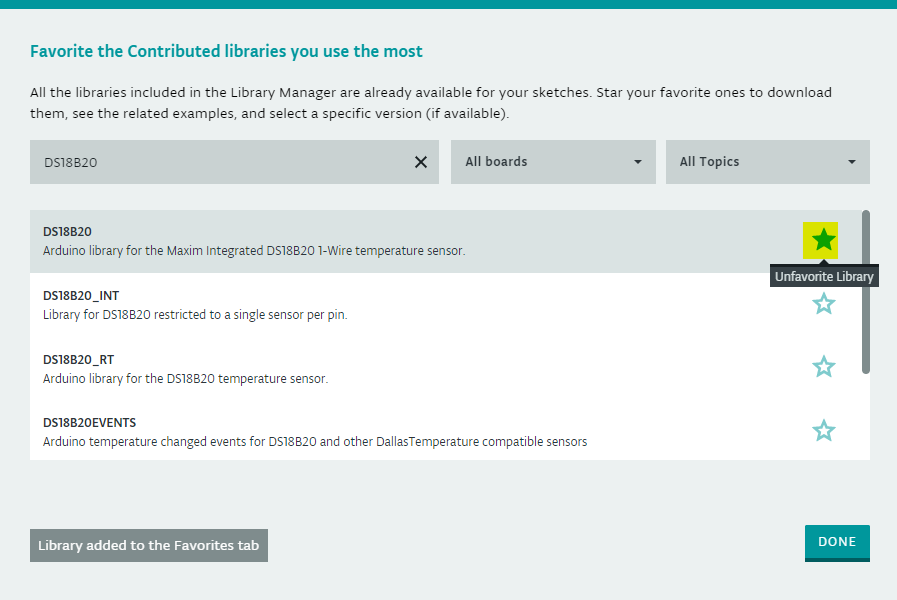 Favorite the Contributed libraries you use the most
All the libraries included in the Library Manager are already available for your sketches. Star your favorite ones to download
them, see the related examples, and select a specific version (if available).
DS18B20
All boards
All Topics
DS18B20
Arduino library for the Maxim Integrated DS18B20 1-Wire temperature sensor.
Unfavorite Library
DS18B20_INT
Library for DS18B20 restricted to a single sensor per pin.
DS18B20_RT
Arduino library for the DS18B20 temperature sensor.
DS18B20EVENTS
Arduino temperature changed events for DS18B20 and other DallasTemperature compatible sensors
Library added to the Favorites tab
DONE